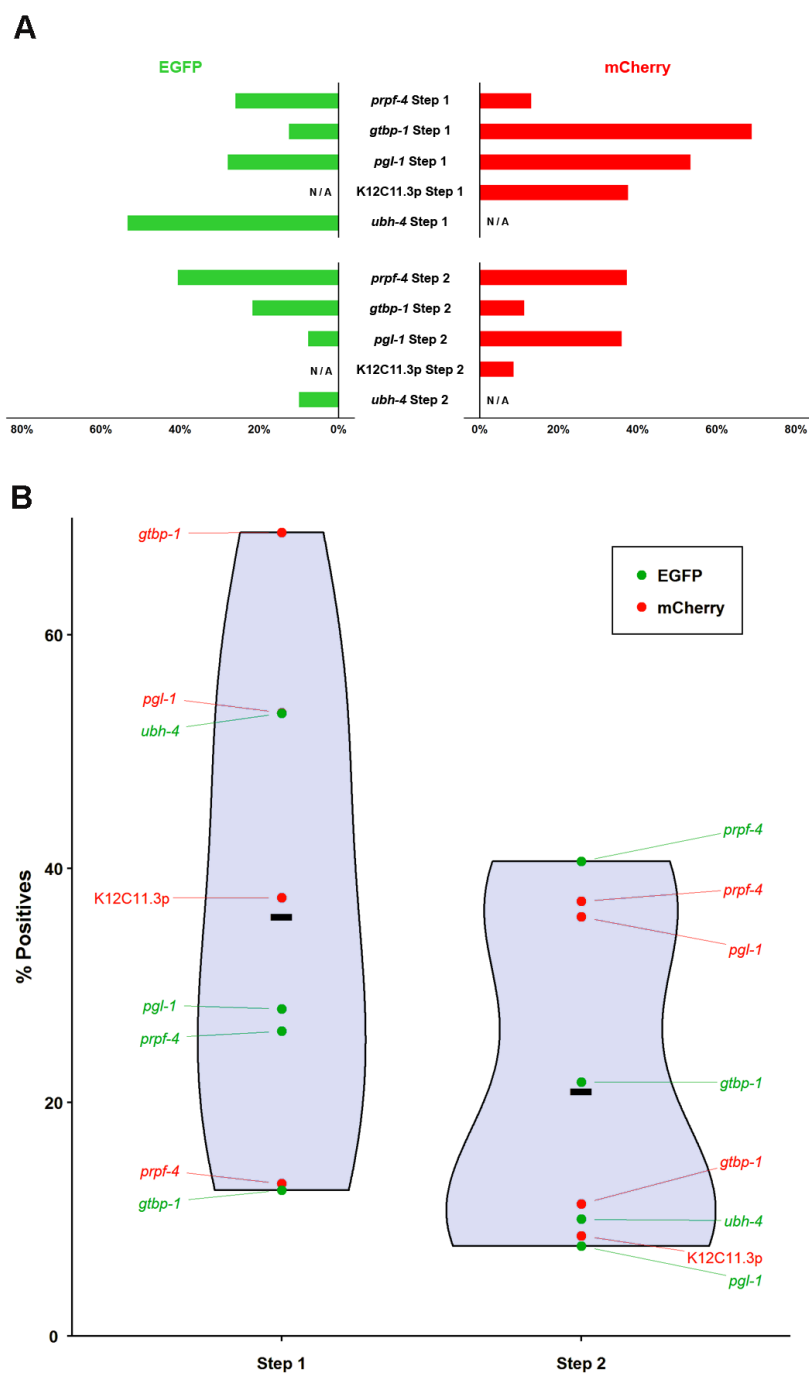 A
EGFP mCherry
prpf-4 Step 1
gtbp-1 Step 1
pgl-1 Step 1
N / A K12C11.3p Step 1
ubh-4 Step 1 N / A
prpf-4 Step 2
gtbp-1 Step 2
pgl-1 Step 2
N / A K12C11.3p Step 2
ubh-4 Step 2 N / A
80% 60% 40% 20% 0% 0% 20% 40% 60% 80%
B
gtbp-1
EGFP
mCherry
60
pgl-1
ubh-4
prpf-4
40
prpf-4
K12C11.3p
% Positives
pgl-1
pgl-1
prpf-4
gtbp-1
20
gtbp-1
prpf-4
gtbp-1
ubh-4
K12C11.3p
pgl-1
0
Step 1 Step 2